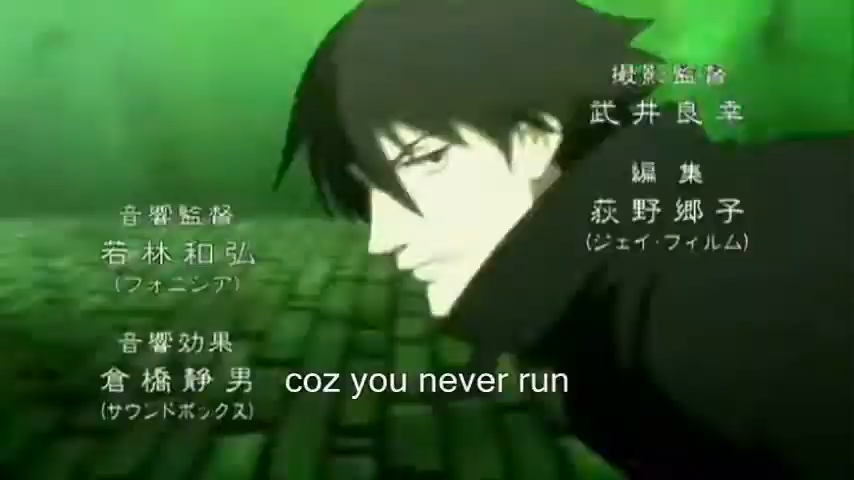 撮影監督
武井良幸
編集
荻野郷子
(ジェイ・フィルム)
音響監督
若林和弘
(フォニシア)
音響効果
倉橋静男
(サウンドボックス)
coz you never run